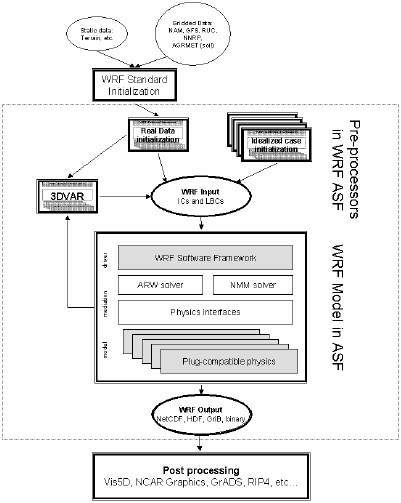 Static data:
Terrain, etc.
Gridded Data:
NAM, GFS, RUC,
NNRP,
AGRMET (soil)
WRF Standard
Initialization
Real Data
initialization
Idealized case
initialization
Pre-processors
in WRF ASF
3DVAR
WRF Input
ICs and LBCs
driver
WRF Software Framework
mediation
ARW solver
NMM solver
Physics Interfaces
model
Plug-compatible physics
WRF Model in ASF
WRF Output
NetCDF, HDF, GriB, binary
Post processing
Vis5D, NCAR Graphics, GrADS, RIP4, etc...